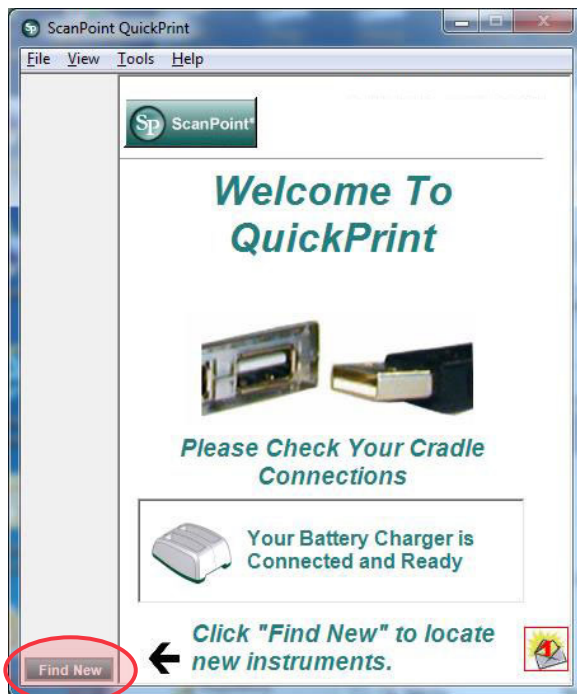 ScanPoint QuickPrint
File View Tools Help
Sp ScanPoint®
Welcome To
QuickPrint
Please Check Your Cradle
Connections
Your Battery Charger is
Connected and Ready
Click "Find New" to locate
new instruments.
Find New